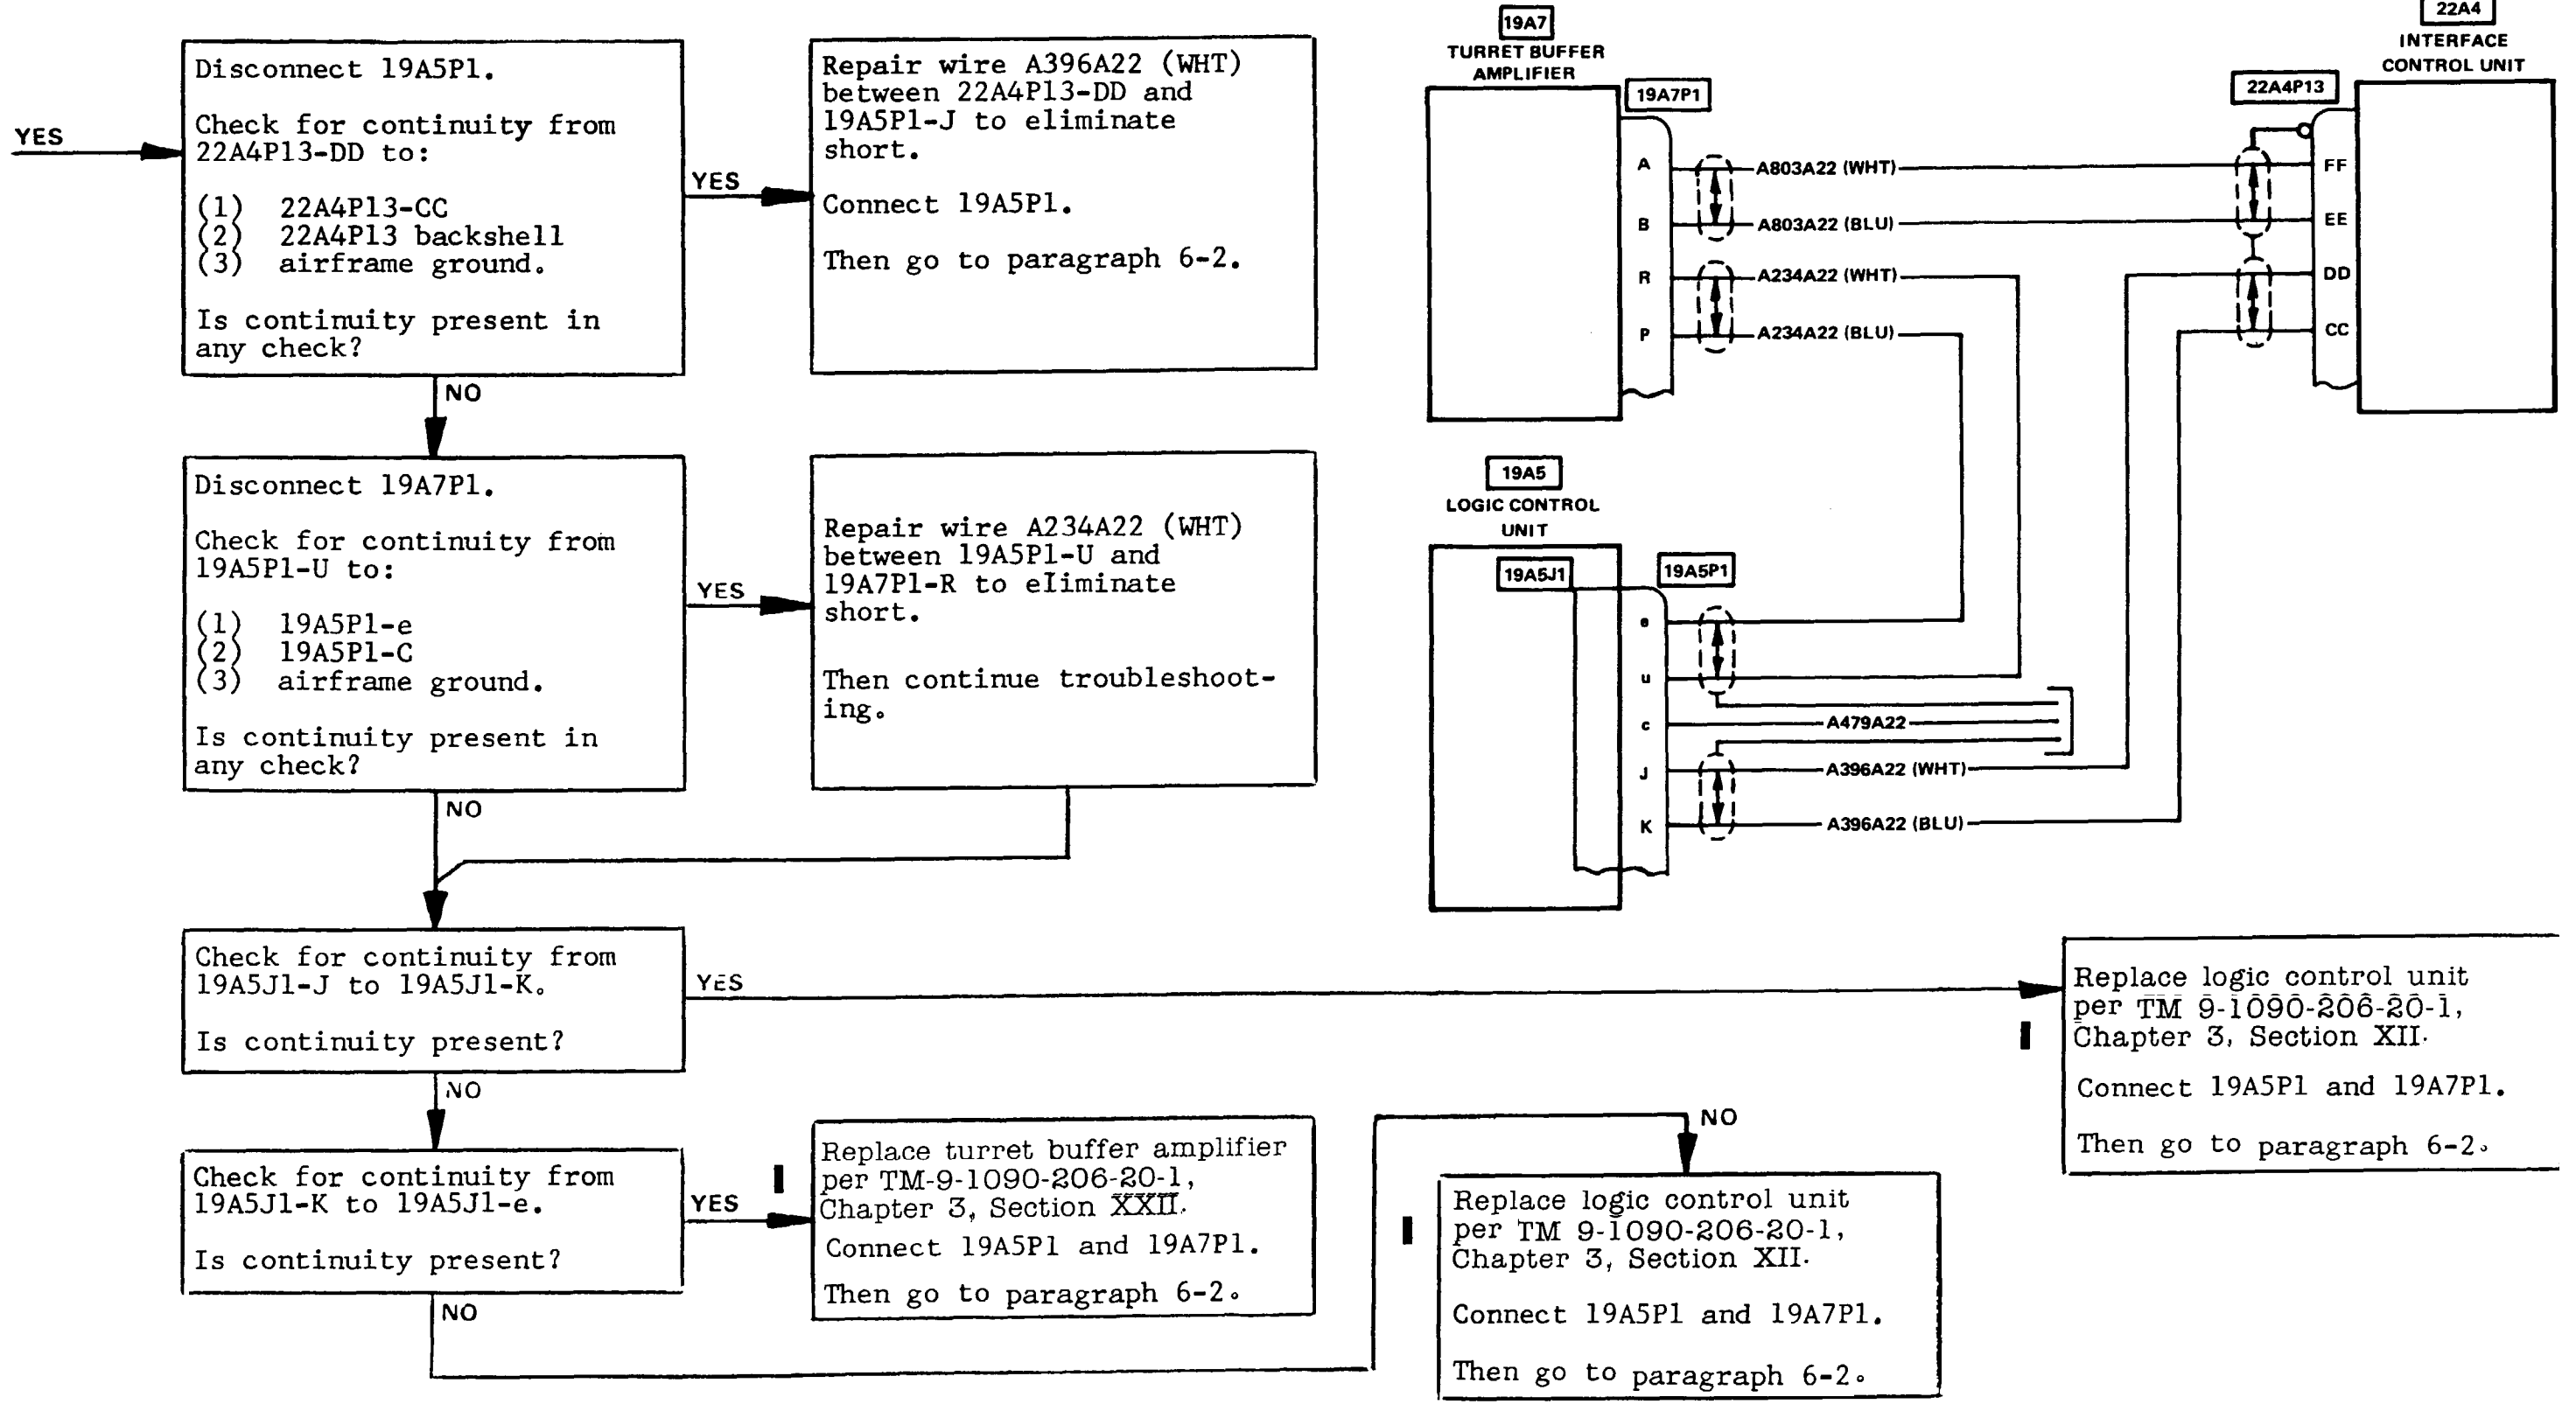 YES
Disconnect 19A5P1.
Check for continuity from
22A4P13-DD to:
(1) 22A4P13-CC
(2) 22A4P13 backshell
(3) airframe ground.
Is continuity present in
any check?
YES
Repair wire A396A22 (WHT)
between 22A4P13-DD and
19A5P1-J to eliminate
short.
Connect 19A5P1.
Then go to paragraph 6-2.
NO
Disconnect 19A7P1.
Check for continuity from
19A5P1-U to:
(1) 19A5P1-e
(2) 19A5P1-C
(3) airframe ground.
Is continuity present in
any check?
YES
Repair wire A234A22 (WHT)
between 19A5P1-U and
19A7P1-R to eliminate
short.
Then continue troubleshoot-
ing.
NO
Check for continuity from
19A5J1-J to 19A5J1-K.
Is continuity present?
YES
Replace logic control unit
per TM 9-1090-206-20-1,
Chapter 3, Section XII.
Connect 19A5P1 and 19A7P1.
Then go to paragraph 6-2.
NO
Check for continuity from
19A5J1-K to 19A5J1-e.
Is continuity present?
YES
Replace turret buffer amplifier
per TM-9-1090-206-20-1,
Chapter 3, Section XXII.
Connect 19A5P1 and 19A7P1.
Then go to paragraph 6-2.
NO
NO
Replace logic control unit
per TM 9-1090-206-20-1,
Chapter 3, Section XII.
Connect 19A5P1 and 19A7P1.
Then go to paragraph 6-2.
19A7
TURRET BUFFER
AMPLIFIER
19A7P1
A
A803A22 (WHT)
B
A803A22 (BLU)
R
A234A22 (WHT)
P
A234A22 (BLU)
22A4
INTERFACE
CONTROL UNIT
22A4P13
FF
EE
DD
CC
19A5
LOGIC CONTROL
UNIT
19A5J1
19A5P1
e
u
c
A479A22
J
A396A22 (WHT)
K
A396A22 (BLU)